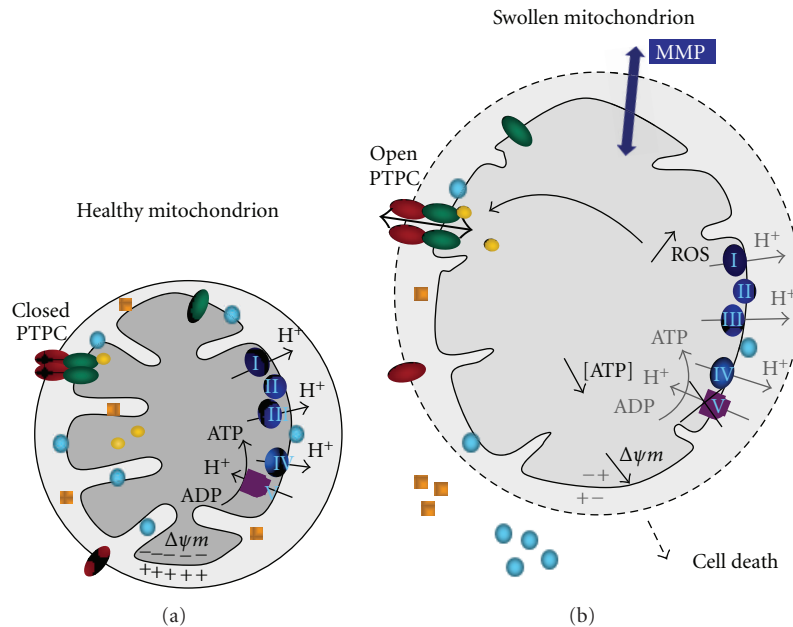 Healthy mitochondrion
Closed
PTPC
H⁺
I
II
H⁺
II
ATP
H⁺
IV
H⁺
ADP
Δψm
−−−−−
+++++
(a)
Swollen mitochondrion
MMP
Open
PTPC
ROS
H⁺
I
II
H⁺
III
ATP
[ATP]
H⁺
IV
H⁺
ADP
V
Δψm
−+
+−
Cell death
(b)